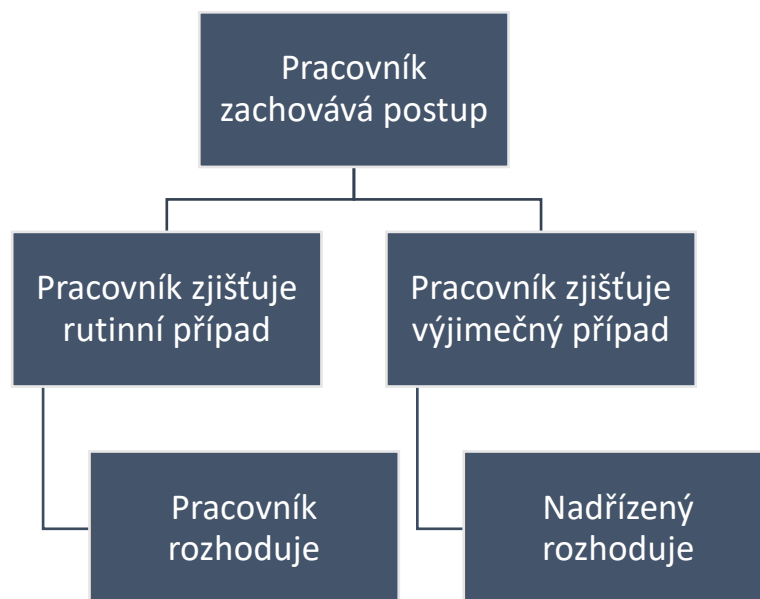 Pracovník
zachovává postup
Pracovník zjišťuje
rutinní případ
Pracovník zjišťuje
výjimečný případ
Pracovník
rozhoduje
Nadřízený
rozhoduje